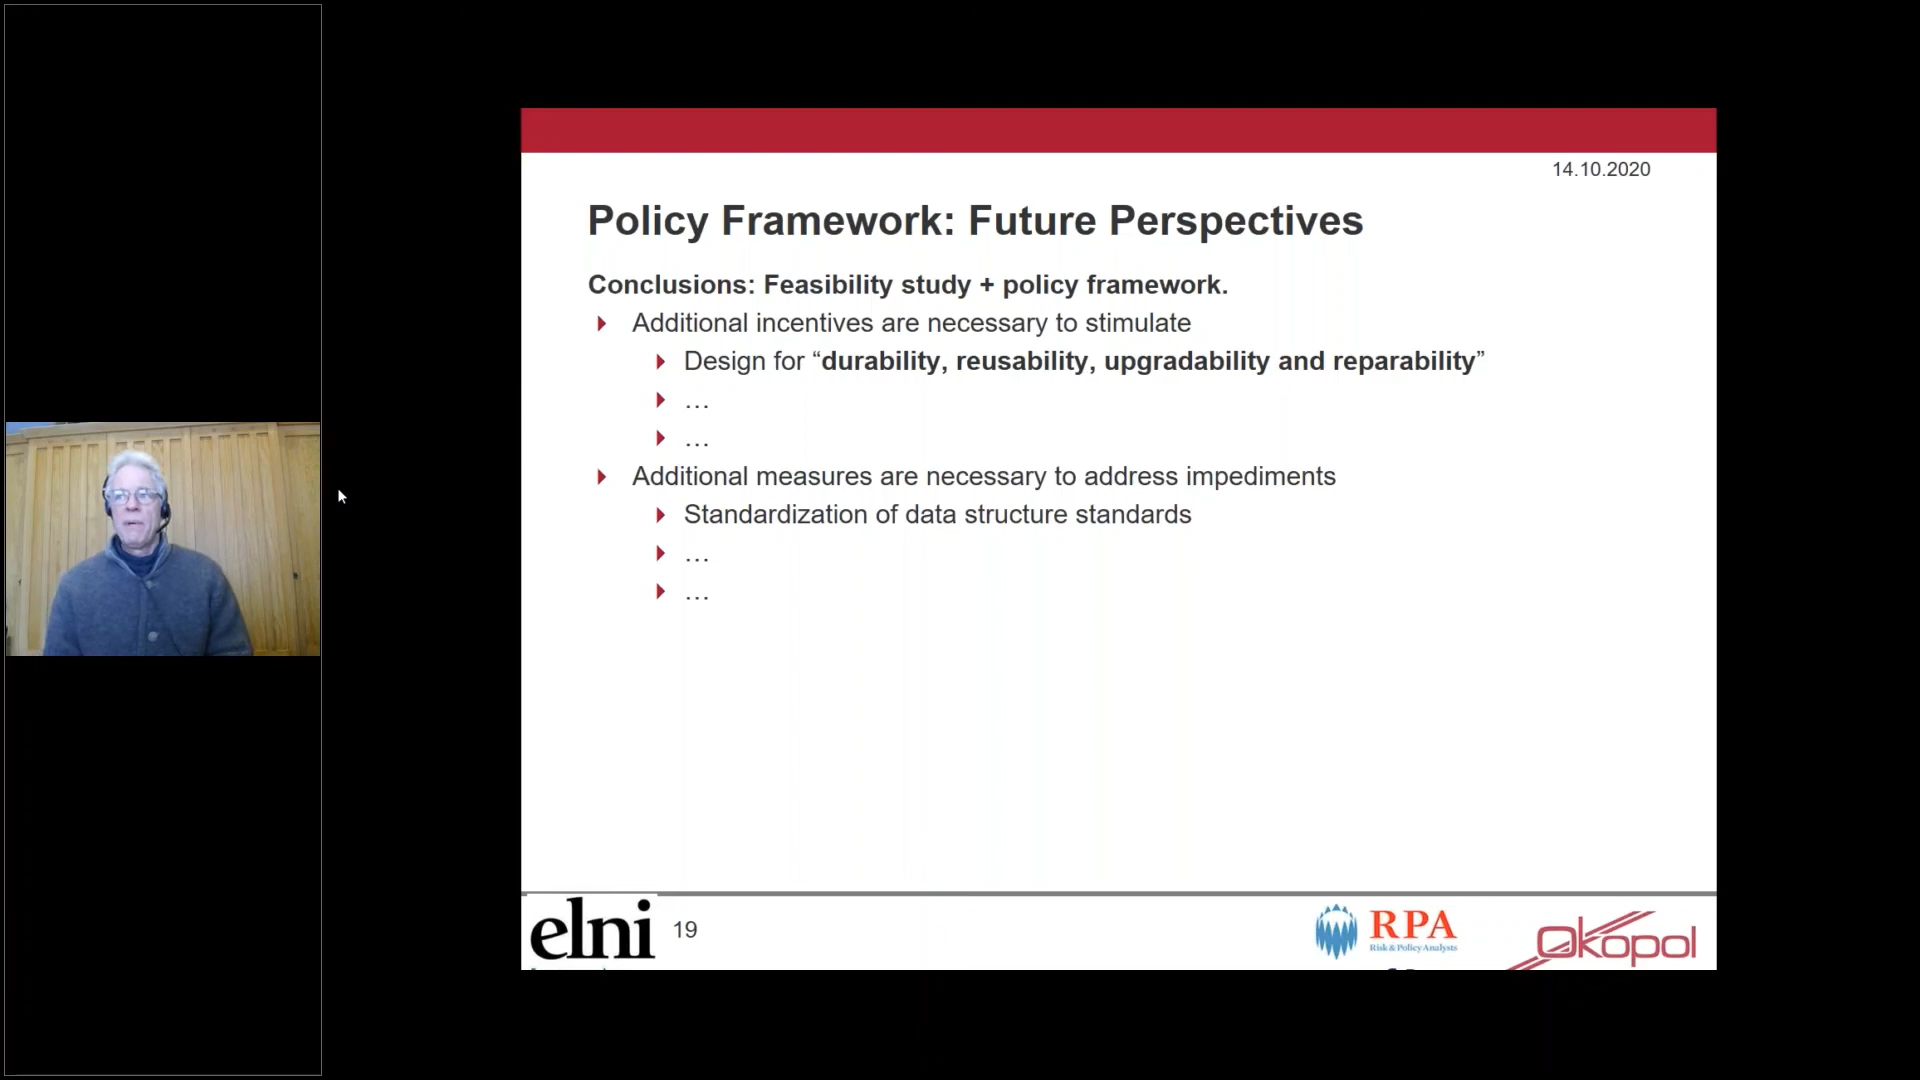 14.10.2020
Policy Framework: Future Perspectives
Conclusions: Feasibility study + policy framework.
Additional incentives are necessary to stimulate
Design for “durability, reusability, upgradability and reparability”
…
…
Additional measures are necessary to address impediments
Standardization of data structure standards
…
…
elni
19
RPA
Risk & Policy Analysts
Okopol